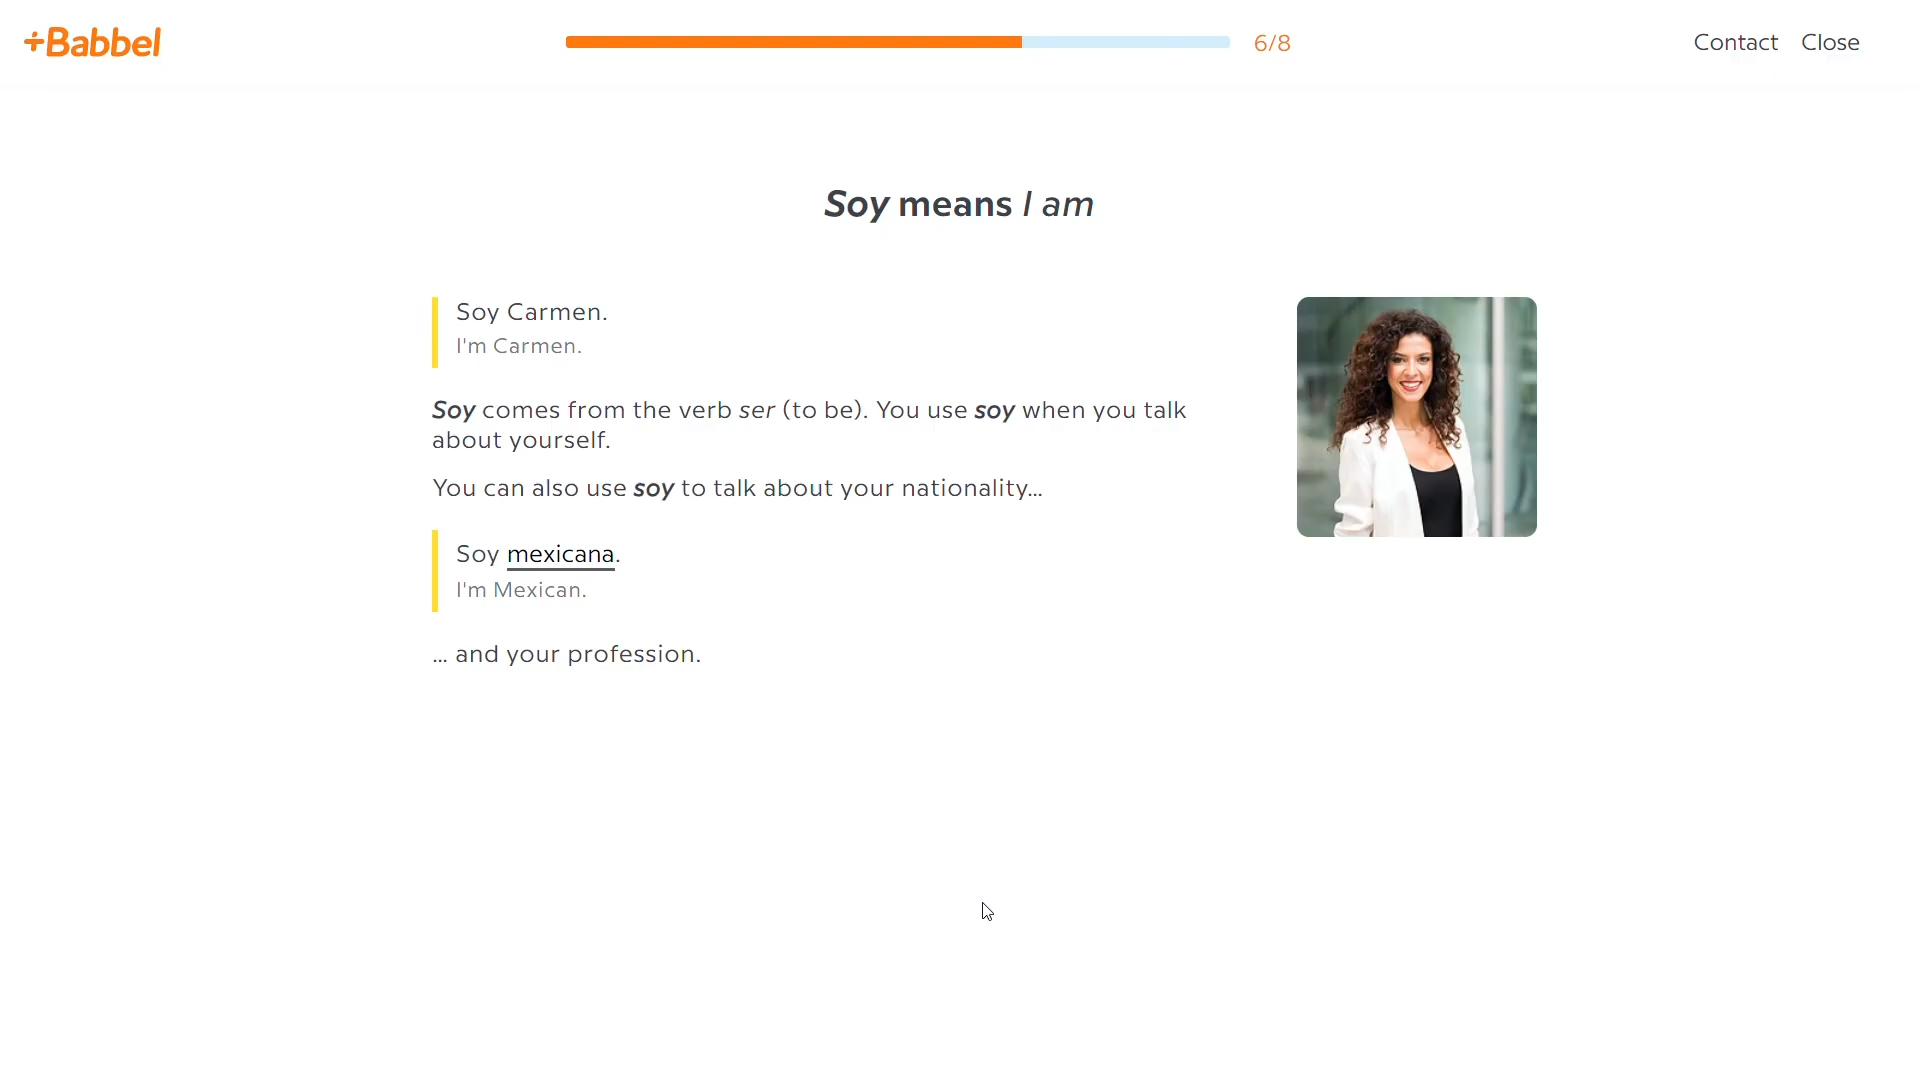 +Babbel
6/8
Contact
Close
Soy means I am
Soy Carmen.
I'm Carmen.
Soy comes from the verb ser (to be). You use soy when you talk
about yourself.
You can also use soy to talk about your nationality...
Soy mexicana.
I'm Mexican.
... and your profession.